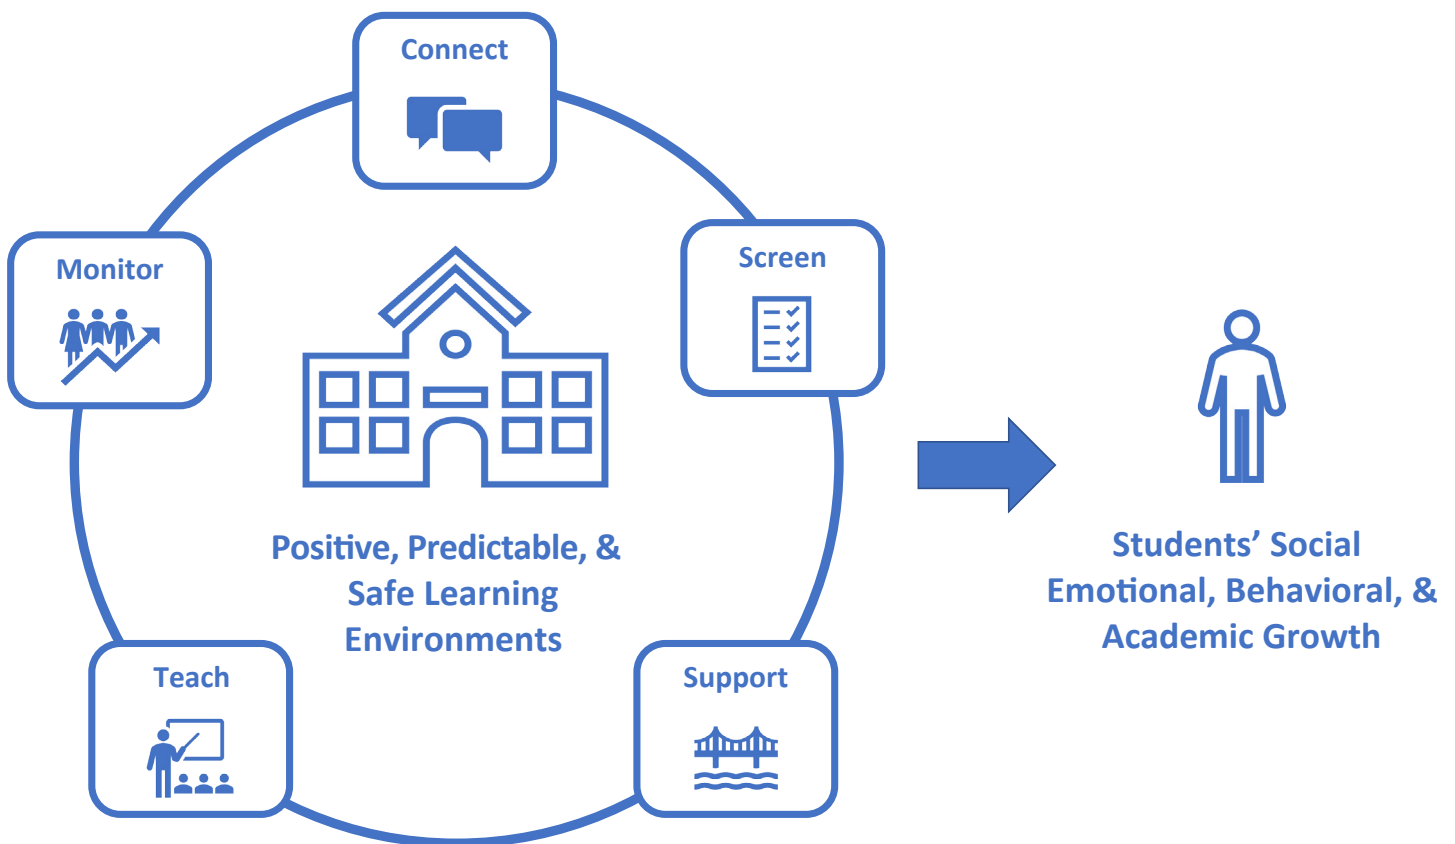 Connect
Monitor
Screen
Positive, Predictable, &
Safe Learning
Environments
Students’ Social
Emotional, Behavioral, &
Academic Growth
Teach
Support